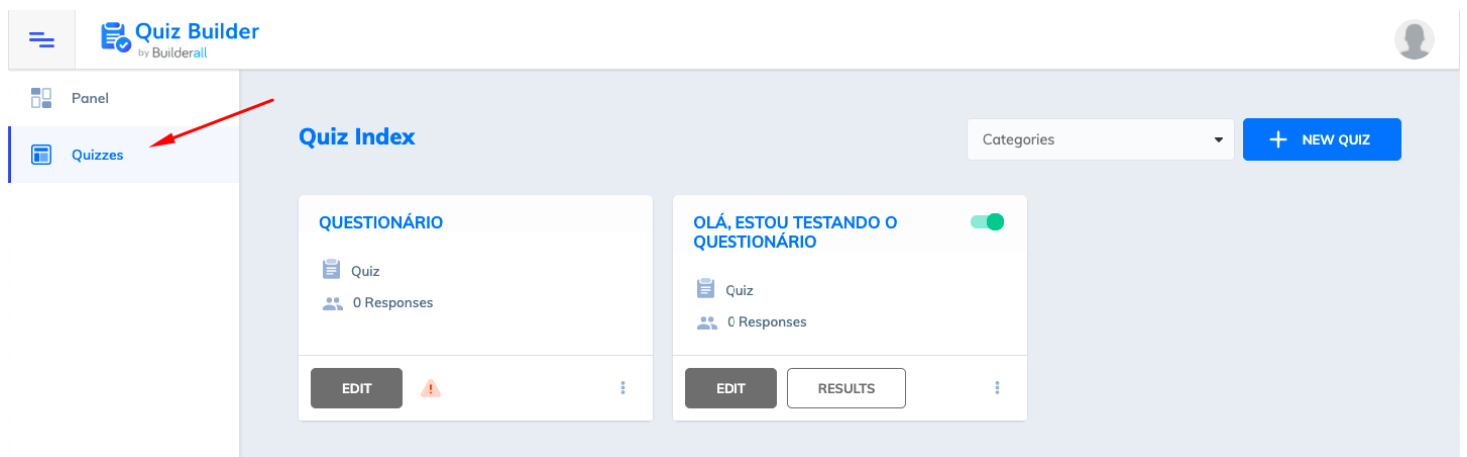 Quiz Builder
by Builderall
Panel
Quizzes
Quiz Index
Categories
+ NEW QUIZ
QUESTIONÁRIO
Quiz
0 Responses
EDIT
OLÁ, ESTOU TESTANDO O
QUESTIONÁRIO
Quiz
0 Responses
EDIT RESULTS